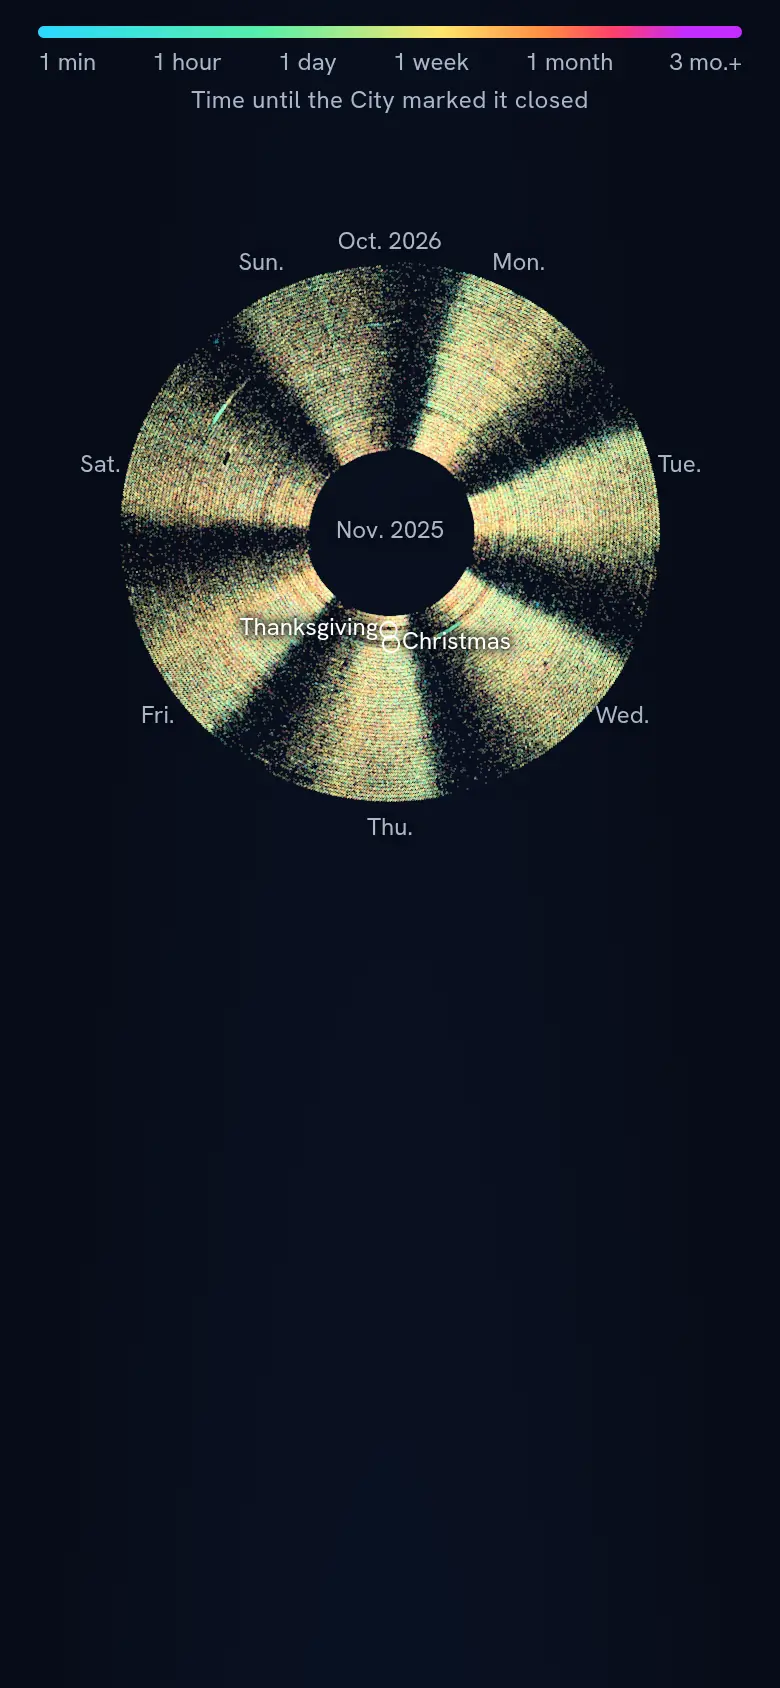 1 min 1 hour 1 day 1 week 1 month 3 mo.+
Time until the City marked it closed
Oct. 2026
Sun. Mon.
Sat. Tue.
Nov. 2025
Thanksgiving Christmas
Fri. Wed.
Thu.